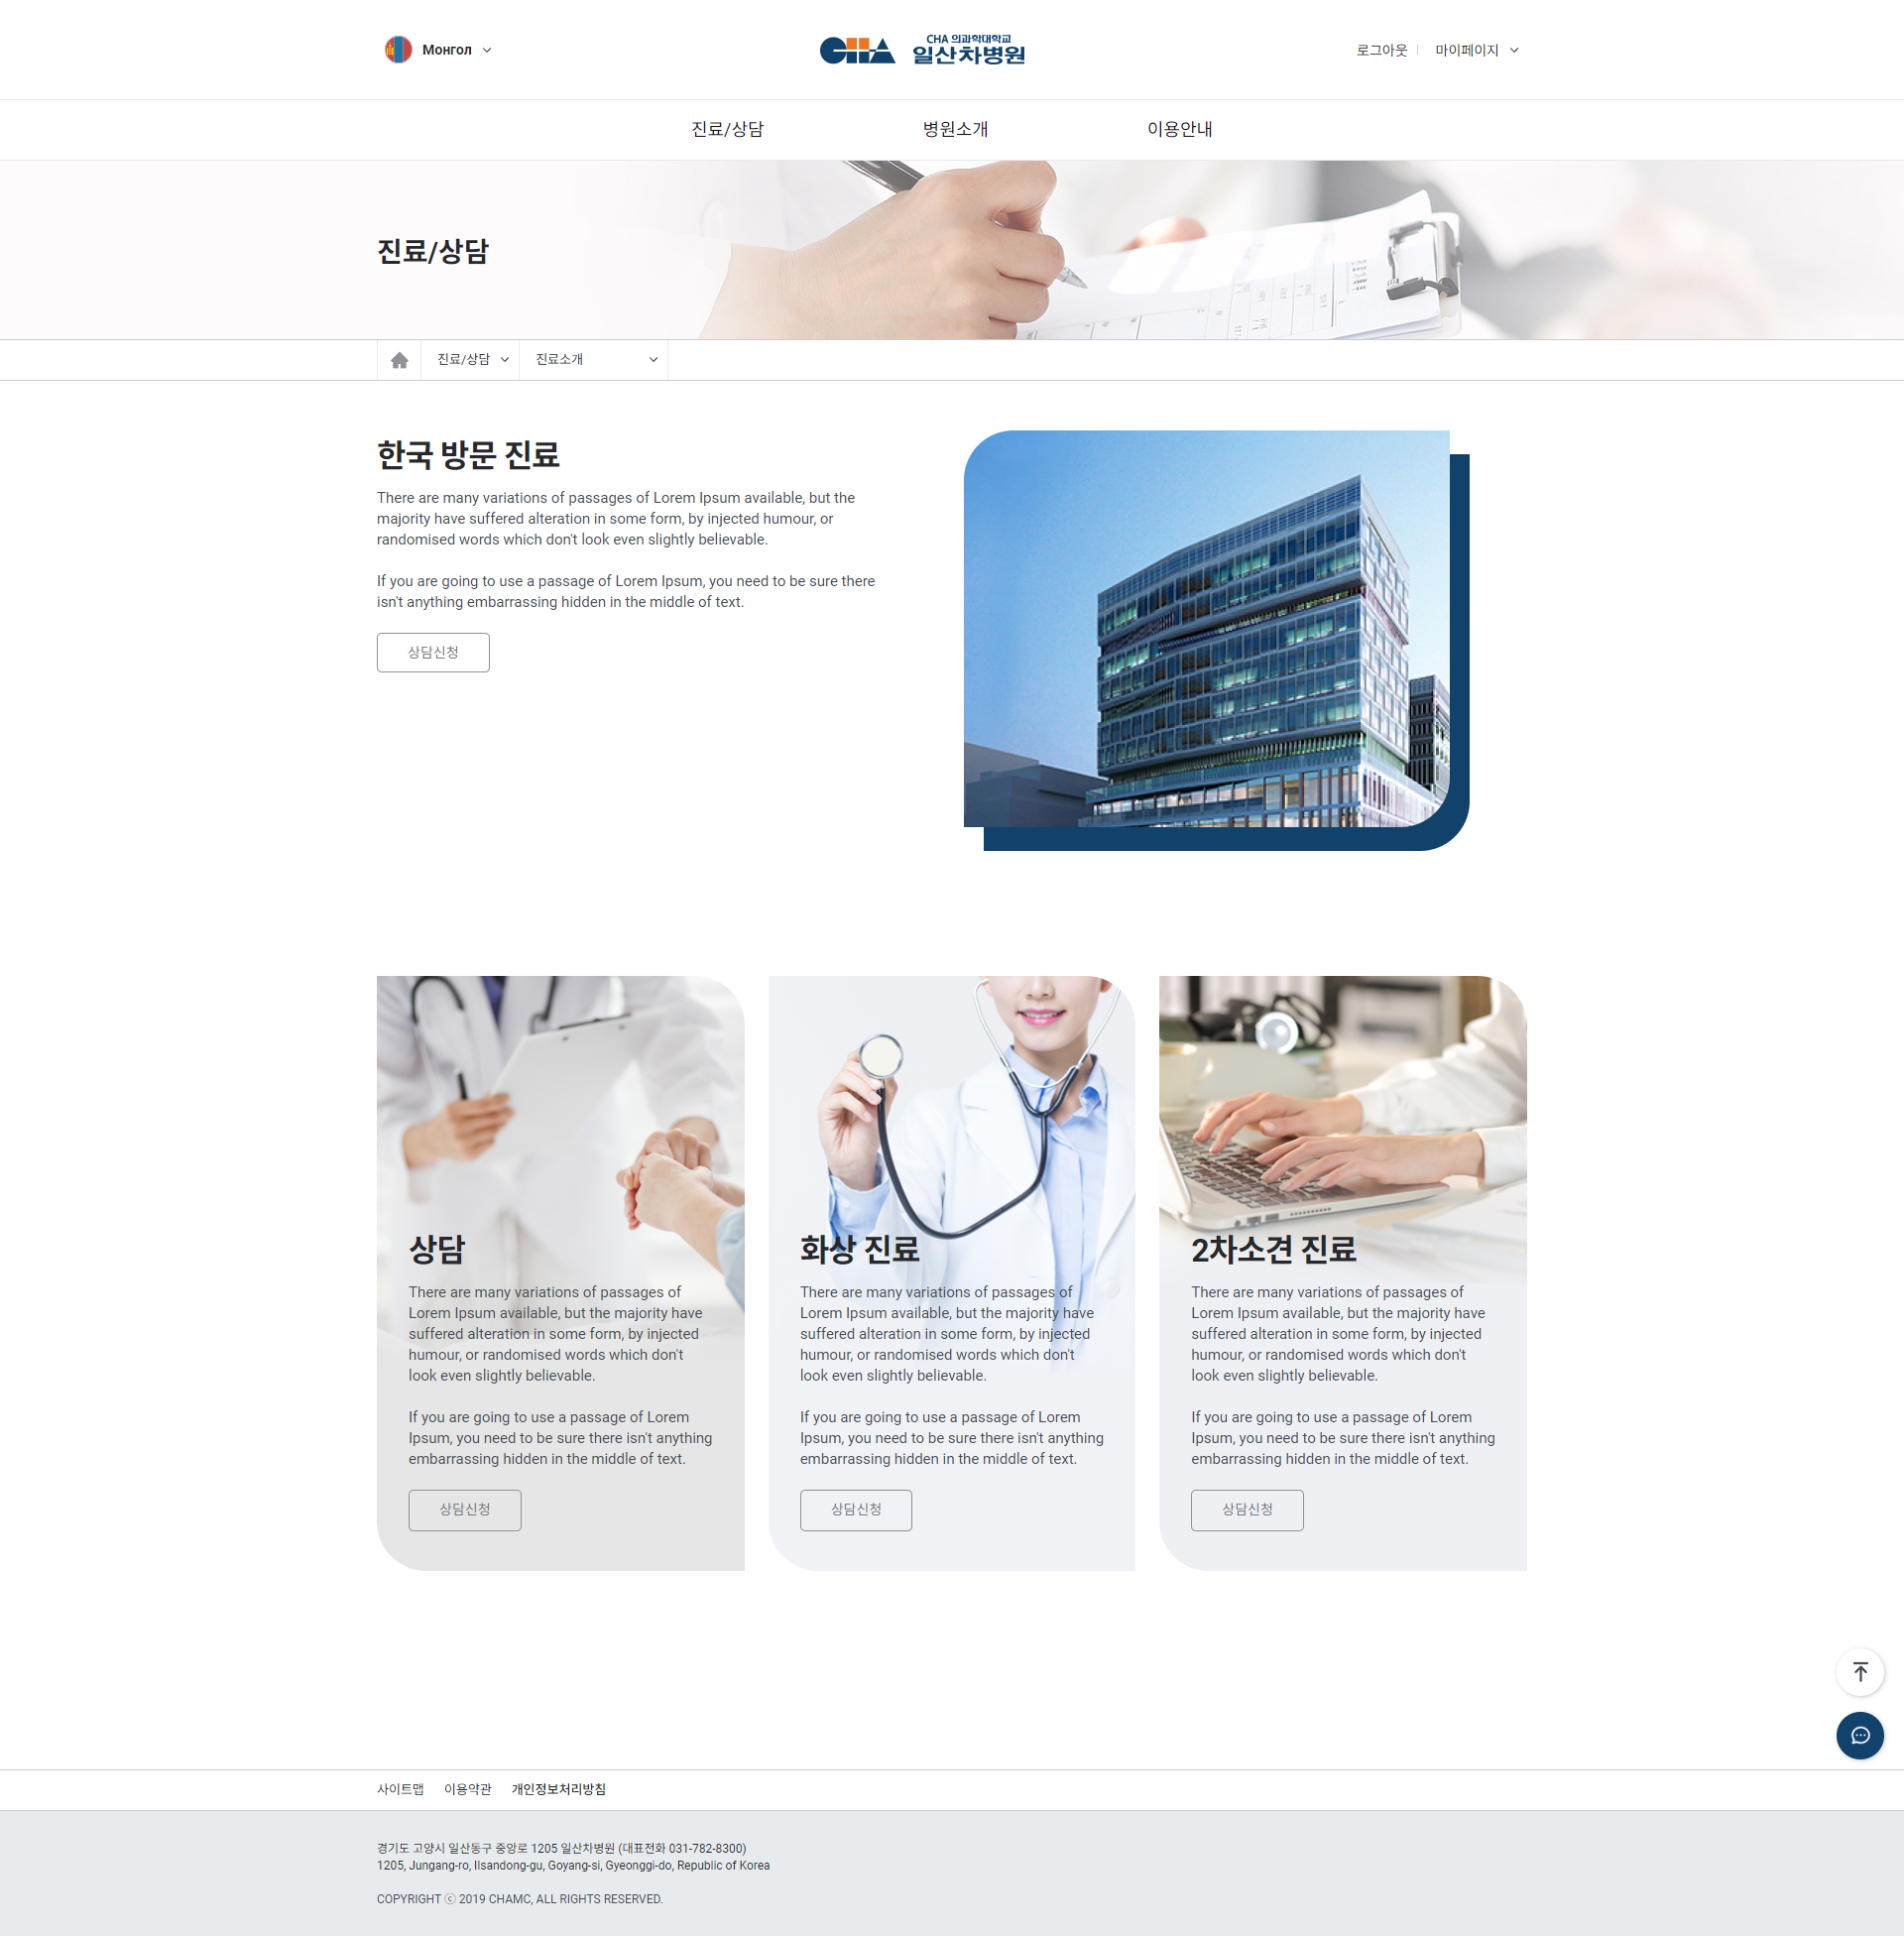 Монгол
CHA 의과학대학교
일산차병원
로그아웃
마이페이지
진료/상담
병원소개
이용안내
진료/상담
진료/상담
진료소개
한국 방문 진료
There are many variations of passages of Lorem Ipsum available, but the
majority have suffered alteration in some form, by injected humour, or
randomised words which don't look even slightly believable.
If you are going to use a passage of Lorem Ipsum, you need to be sure there
isn't anything embarrassing hidden in the middle of text.
상담신청
상담
There are many variations of passages of
Lorem Ipsum available, but the majority have
suffered alteration in some form, by injected
humour, or randomised words which don't
look even slightly believable.
If you are going to use a passage of Lorem
Ipsum, you need to be sure there isn't anything
embarrassing hidden in the middle of text.
상담신청
화상 진료
There are many variations of passages of
Lorem Ipsum available, but the majority have
suffered alteration in some form, by injected
humour, or randomised words which don't
look even slightly believable.
If you are going to use a passage of Lorem
Ipsum, you need to be sure there isn't anything
embarrassing hidden in the middle of text.
상담신청
2차소견 진료
There are many variations of passages of
Lorem Ipsum available, but the majority have
suffered alteration in some form, by injected
humour, or randomised words which don't
look even slightly believable.
If you are going to use a passage of Lorem
Ipsum, you need to be sure there isn't anything
embarrassing hidden in the middle of text.
상담신청
사이트맵
이용약관
개인정보처리방침
경기도 고양시 일산동구 중앙로 1205 일산차병원 (대표전화 031-782-8300)
1205, Jungang-ro, Ilsandong-gu, Goyang-si, Gyeonggi-do, Republic of Korea
COPYRIGHT ⓒ 2019 CHAMC, ALL RIGHTS RESERVED.